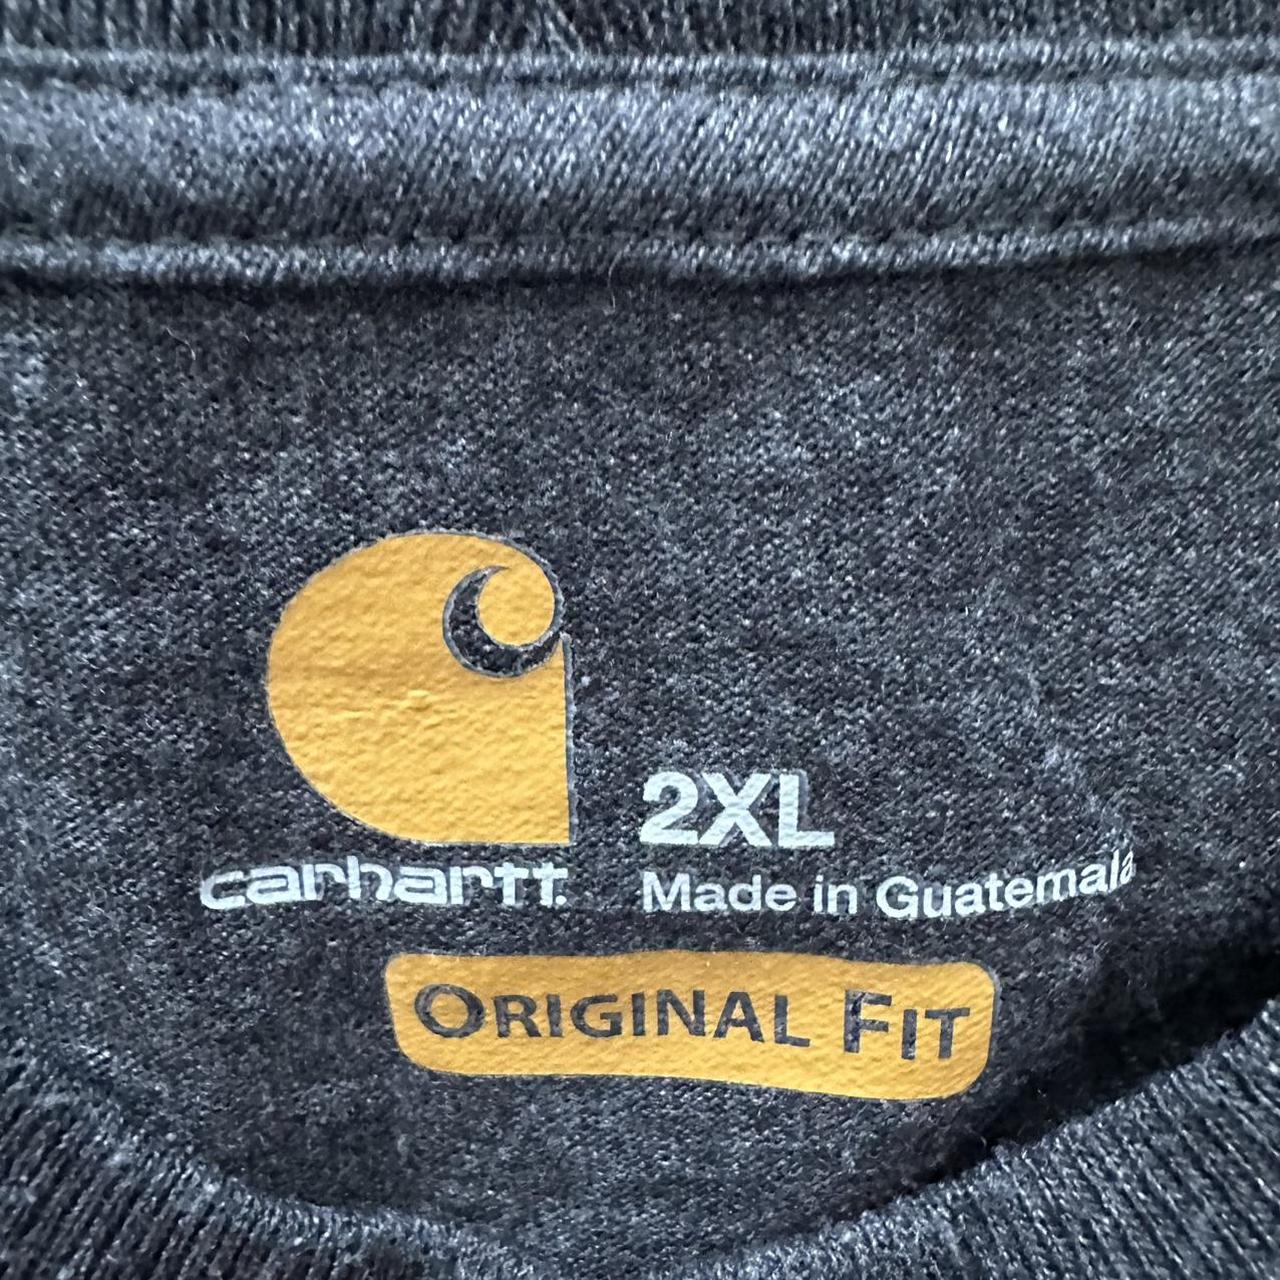 2XL
carhartt.
Made in Guatemala
ORIGINAL FIT